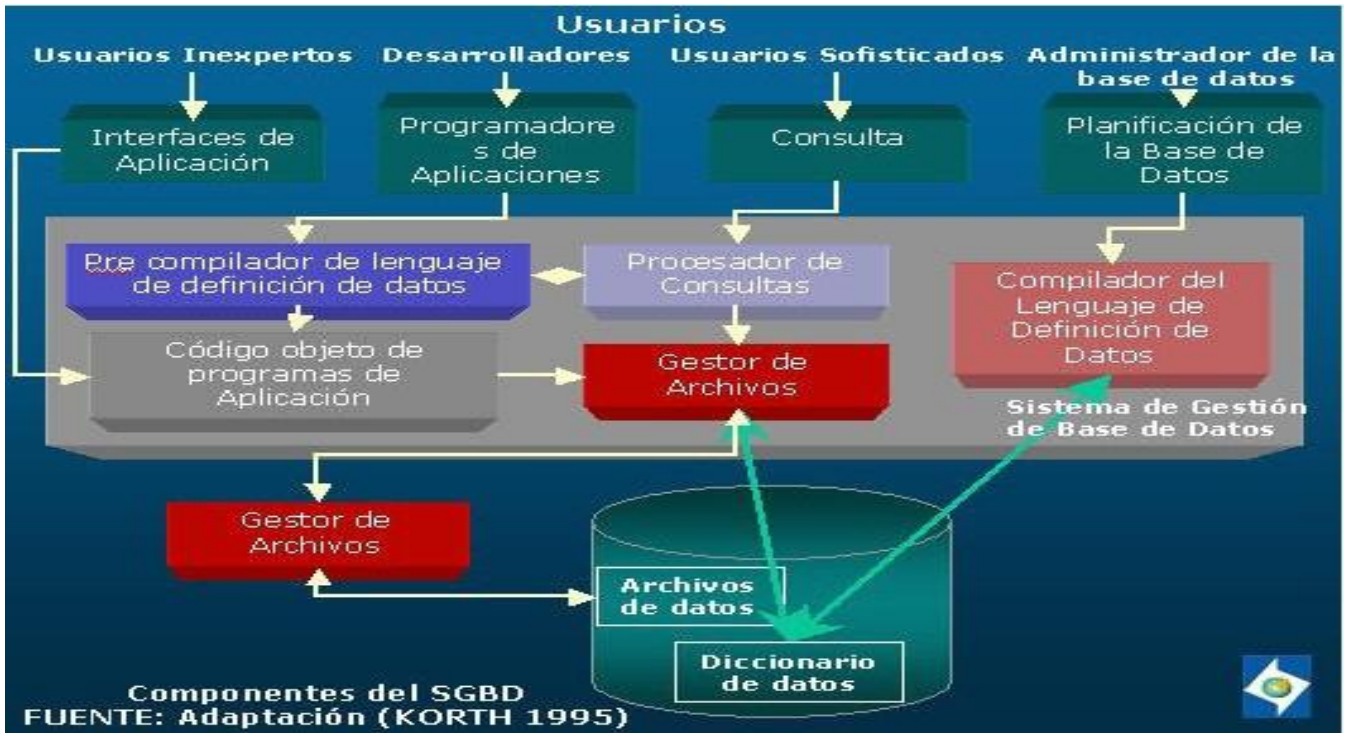 Usuarios
Usuarios Inexpertos
Desarrolladores
Usuarios Sofisticados
Administrador de la
base de datos
Interfaces de
Aplicación
Programadore
s de
Aplicaciones
Consulta
Planificación de
la Base de
Datos
Pre compilador de lenguaje
de definición de datos
Procesador de
Consultas
Compilador del
Lenguaje de
Definición de
Datos
Código objeto de
programas de
Aplicación
Gestor de
Archivos
Sistema de Gestión
de Base de Datos
Gestor de
Archivos
Archivos
de datos
Diccionario
de datos
Componentes del SGBD
FUENTE: Adaptación (KORTH 1995)